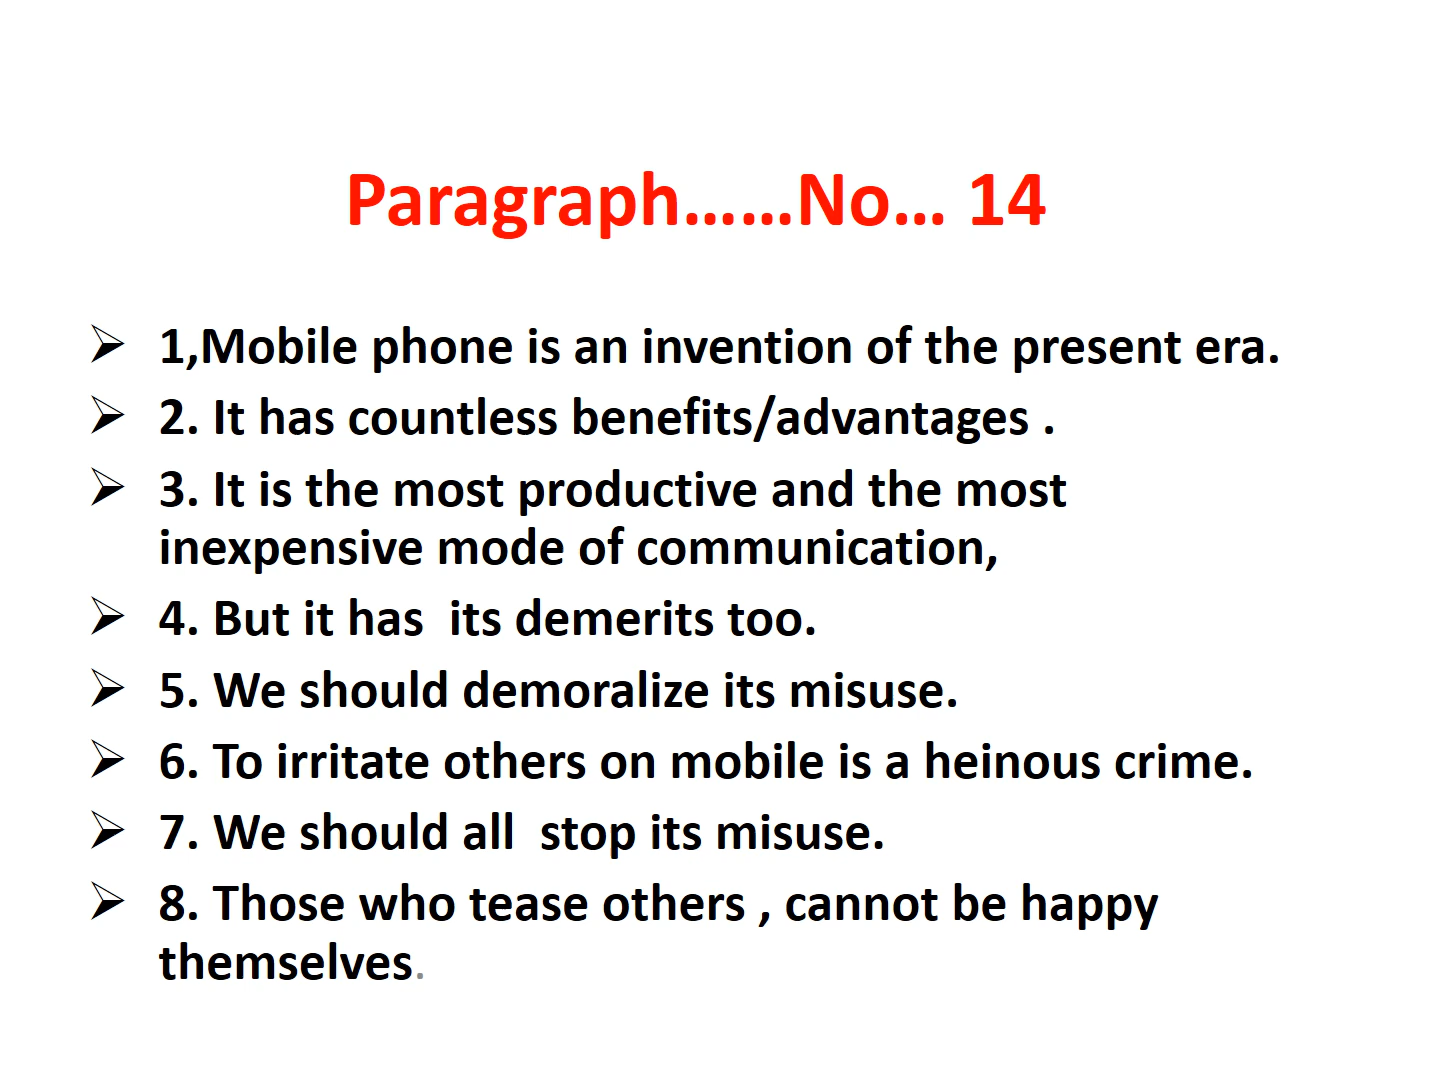 Paragraph……No… 14
1,Mobile phone is an invention of the present era.
2. It has countless benefits/advantages .
3. It is the most productive and the most
inexpensive mode of communication,
4. But it has  its demerits too.
5. We should demoralize its misuse.
6. To irritate others on mobile is a heinous crime.
7. We should all  stop its misuse.
8. Those who tease others , cannot be happy
themselves.